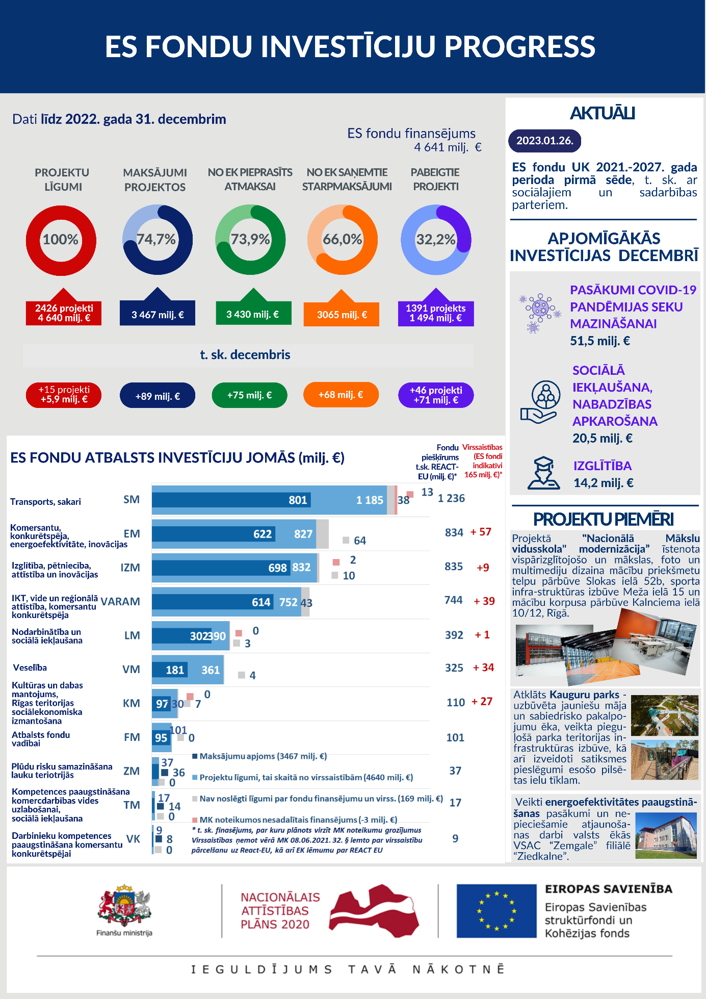 ES FONDU INVESTĪCIJU PROGRESS
Dati līdz 2022. gada 31. decembrim
ES fondu finansējums
4 641 milj. €
PROJEKTU
LĪGUMI
MAKSĀJUMI
PROJEKTOS
NO EK PIEPRASĪTS
ATMAKSAI
NO EK SAŅEMTIE
STARPMAKSĀJUMI
PABEIGTIE
PROJEKTI
100%
74,7%
73,9%
66,0%
32,2%
2426 projekti
4 640 milj. €
3 467 milj. €
3 430 milj. €
3065 milj. €
1391 projekts
1 494 milj. €
t. sk. decembris
+15 projekti
+5,9 milj. €
+89 milj. €
+75 milj. €
+68 milj. €
+46 projekti
+71 milj. €
ES FONDU ATBALSTS INVESTĪCIJU JOMĀS (milj. €)
Fondu
piešķīrums
t.sk. REACT-
EU (milj. €)*
Virssaistības
(ES fondi
indikatīvi
165 milj. €)*
Transports, sakari
SM
801
1 185
38
13
1 236
Komersantu,
konkurētspēja,
energoefektivitāte, inovācijas
EM
622
827
64
834
+ 57
Izglītība, pētniecība,
attīstība un inovācijas
IZM
698
832
2
10
835
+9
IKT, vide un reģionālā
attīstība, komersantu
konkurētspēja
VARAM
614
752
43
744
+ 39
Nodarbinātība un
sociālā iekļaušana
LM
302
390
0
3
392
+ 1
Veselība
VM
181
361
4
325
+ 34
Kultūras un dabas
mantojums,
Rīgas teritorijas
sociālekonomiska
izmantošana
KM
97
30
0
7
110
+ 27
Atbalsts fondu
vadībai
FM
95
101
0
101
Plūdu risku samazināšana
lauku teriotrijās
ZM
37
36
0
37
Kompetences paaugstināšana
komercdarbības vides
uzlabošanai,
sociālā iekļaušana
TM
17
14
0
17
Darbinieku kompetences
paaugstināšana komersantu
konkurētspējai
VK
9
8
0
9
Maksājumu apjoms (3467 milj. €)
Projektu līgumi, tai skaitā no virssaistībām (4640 milj. €)
Nav noslēgti līgumi par fondu finansējumu un virss. (169 milj. €)
MK noteikumos nesadalītais finansējums (-3 milj. €)
* t. sk. finasējums, par kuru plānots virzīt MK noteikumu grozījumus
Virssaistības ņemot vērā MK 08.06.2021. 32. § lemto par virssaistību
pārcelšanu uz React-EU, kā arī EK lēmumu par REACT EU
AKTUĀLI
2023.01.26.
ES fondu UK 2021.-2027. gada
perioda pirmā sēde, t. sk. ar
sociālajiem un sadarbības
parteriem.
APJOMĪGĀKĀS
INVESTĪCIJAS DECEMBRĪ
PASĀKUMI COVID-19
PANDĒMIJAS SEKU
MAZINĀŠANAI
51,5 milj. €
SOCIĀLĀ
IEKĻAUŠANA,
NABADZĪBAS
APKAROŠANA
20,5 milj. €
IZGLĪTĪBA
14,2 milj. €
PROJEKTU PIEMĒRI
Projektā "Nacionālā Mākslu
vidusskola" modernizācija” īstenota
vispārizglītojošo un mākslas, foto un
multimediju dizaina mācību priekšmetu
telpu pārbūve Slokas ielā 52b, sporta
infra-struktūras izbūve Meža ielā 15 un
mācību korpusa pārbūve Kalnciema ielā
10/12, Rīgā.
Atklāts Kauguru parks -
uzbūvēta jauniešu māja
un sabiedrisko pakalpo-
jumu ēka, veikta piegu-
ļošā parka teritorijas in-
frastruktūras izbūve, kā
arī izveidoti satiksmes
pieslēgumi esošo pilsē-
tas ielu tīklam.
Veikti energoefektivitātes paaugstinā-
šanas pasākumi un ne-
pieciešamie atjaunoša-
nas darbi valsts ēkās
VSAC “Zemgale” filiālē
“Ziedkalne”.
Finanšu ministrija
NACIONĀLAIS
ATTĪSTĪBAS
PLĀNS 2020
EIROPAS SAVIENĪBA
Eiropas Savienības
struktūrfondi un
Kohēzijas fonds
IEGULDĪJUMS TAVĀ NĀKOTNĒ